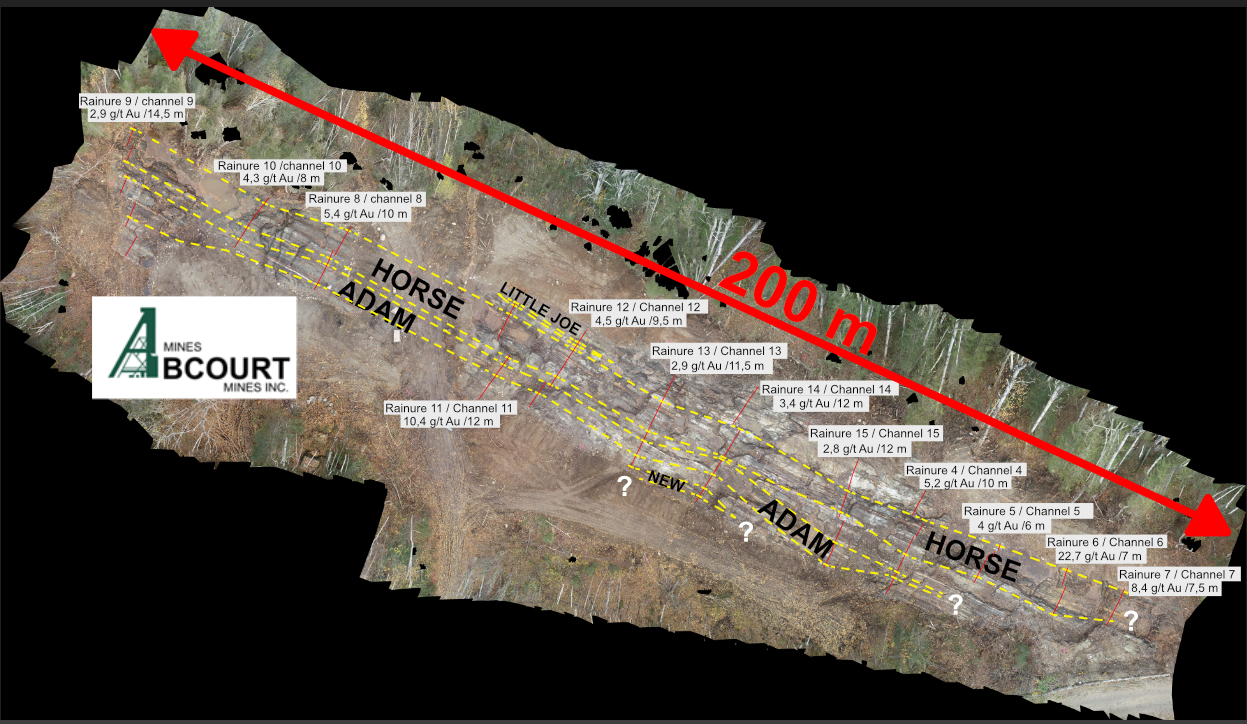 Rainure 9 / channel 9
2,9 g/t Au /14,5 m
Rainure 10 /channel 10
4,3 g/t Au /8 m
Rainure 8 / channel 8
5,4 g/t Au /10 m
HORSE
ADAM
LITTLE JOE
200 m
Rainure 12 / Channel 12
4,5 g/t Au /9,5 m
MINES
ABCOURT
MINES INC.
Rainure 13 / Channel 13
2,9 g/t Au /11,5 m
Rainure 14 / Channel 14
3,4 g/t Au /12 m
Rainure 11 / Channel 11
10,4 g/t Au /12 m
Rainure 15 / Channel 15
2,8 g/t Au /12 m
Rainure 4 / Channel 4
5,2 g/t Au /10 m
?
NEW
?
ADAM
Rainure 5 / Channel 5
4 g/t Au /6 m
HORSE
Rainure 6 / Channel 6
22,7 g/t Au /7 m
Rainure 7 / Channel 7
8,4 g/t Au /7,5 m
?
?